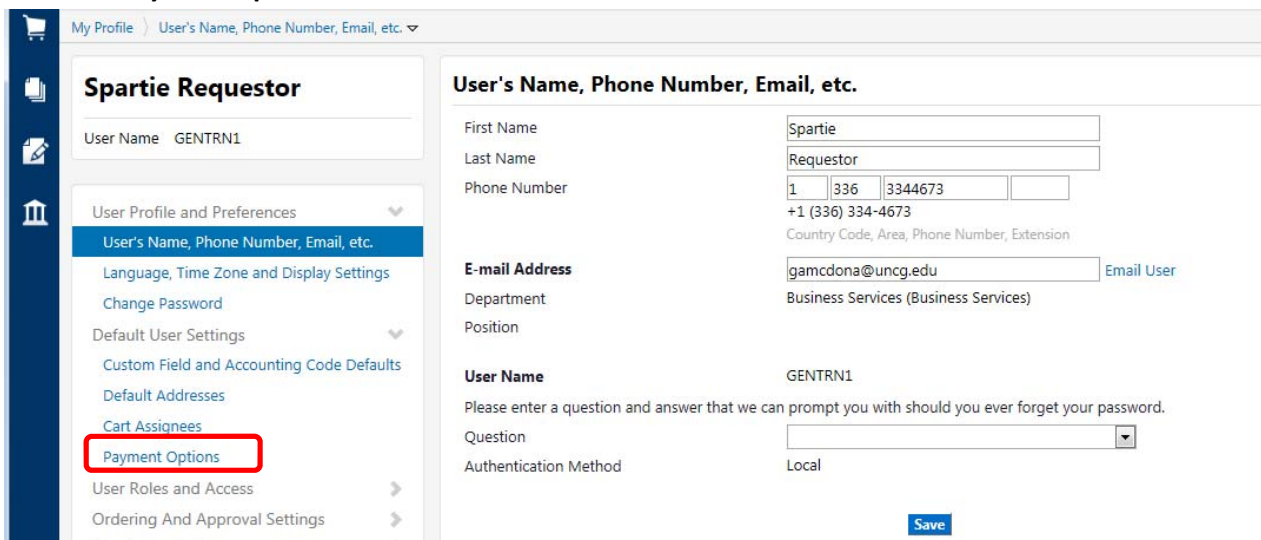 My Profile 〉 User's Name, Phone Number, Email, etc.
Spartie Requestor
User Name GENTRN1
User Profile and Preferences
User's Name, Phone Number, Email, etc.
Language, Time Zone and Display Settings
Change Password
Default User Settings
Custom Field and Accounting Code Defaults
Default Addresses
Cart Assignees
Payment Options
User Roles and Access
Ordering And Approval Settings
User's Name, Phone Number, Email, etc.
First Name Spartie
Last Name Requestor
Phone Number 1 336 3344673
+1 (336) 334-4673
Country Code, Area, Phone Number, Extension
E-mail Address gamcdona@uncg.edu Email User
Department Business Services (Business Services)
Position
User Name GENTRN1
Please enter a question and answer that we can prompt you with should you ever forget your password.
Question
Authentication Method Local
Save